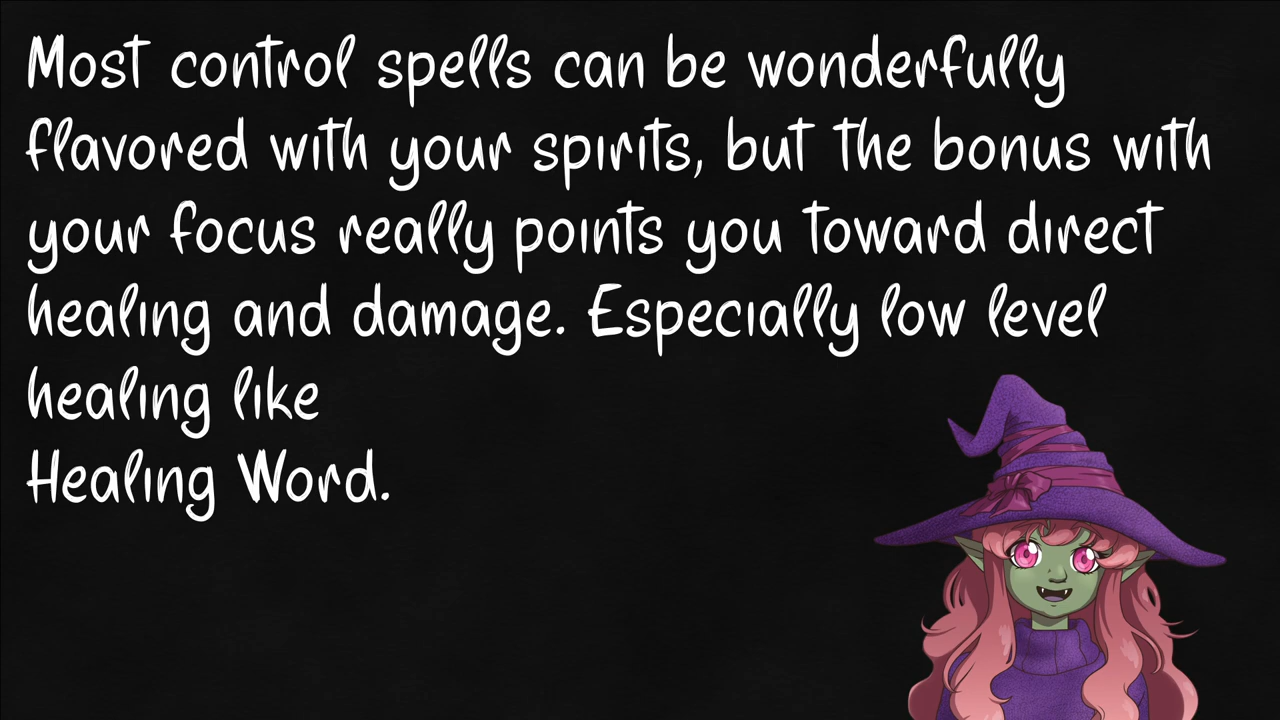 Most control spells can be wonderfully
flavored with your spirits, but the bonus with
your focus really points you toward direct
healing and damage. Especially low level
healing like
Healing Word.